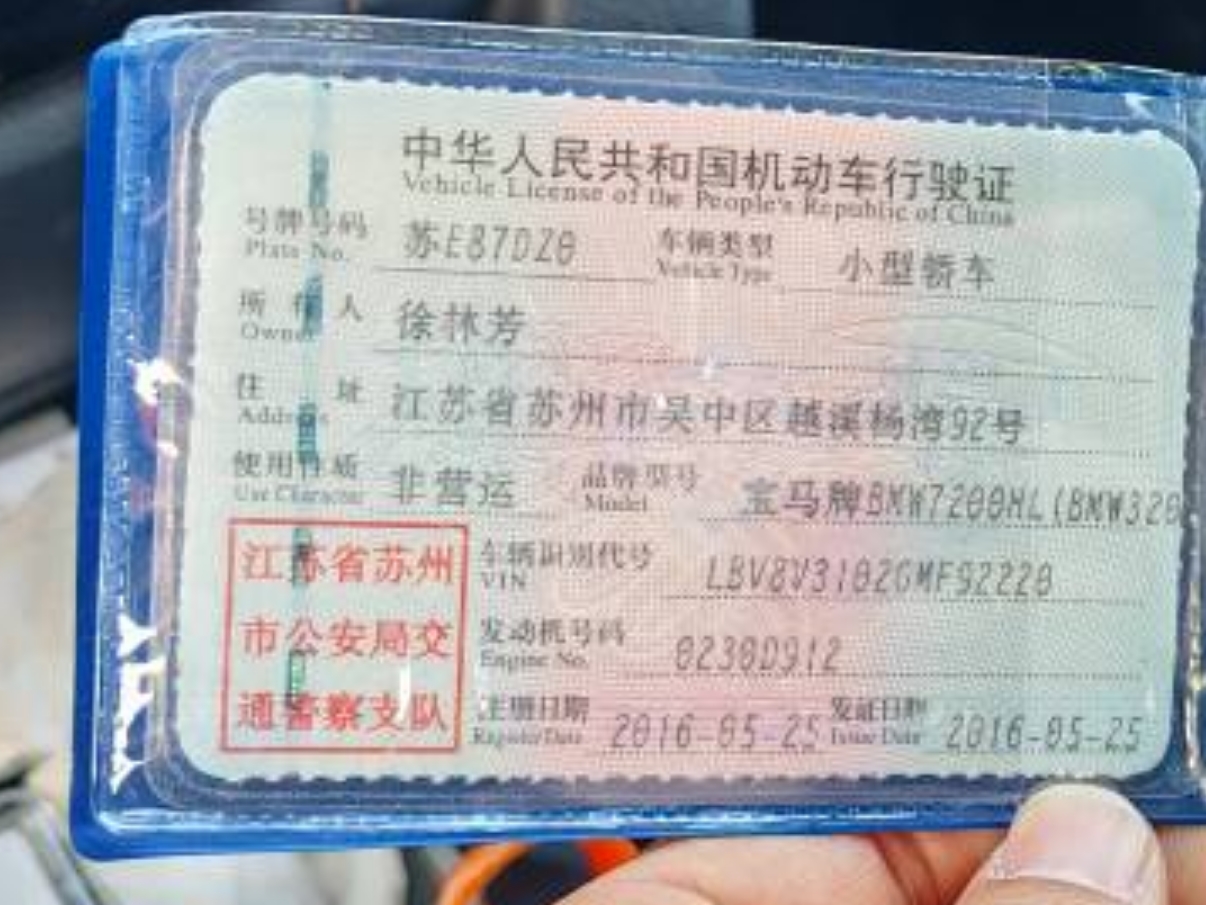 中华人民共和国机动车行驶证
Vehicle License of the People's Republic of China
号牌号码 苏E87DZ0 车辆类型 小型轿车
Plate No. Vehicle Type
所有人 徐林芳
Owner
住址 江苏省苏州市吴中区越溪杨湾92号
Address
使用性质 非营运 品牌型号 宝马牌BMW7200HL(BMW320
Use Character Model
江苏省苏州
市公安局交
通警察支队
车辆识别代号 LBV8V3102GMF92220
VIN
发动机号码 0230D912
Engine No.
注册日期 2016-05-25 发证日期 2016-05-25
Register Date Issue Date